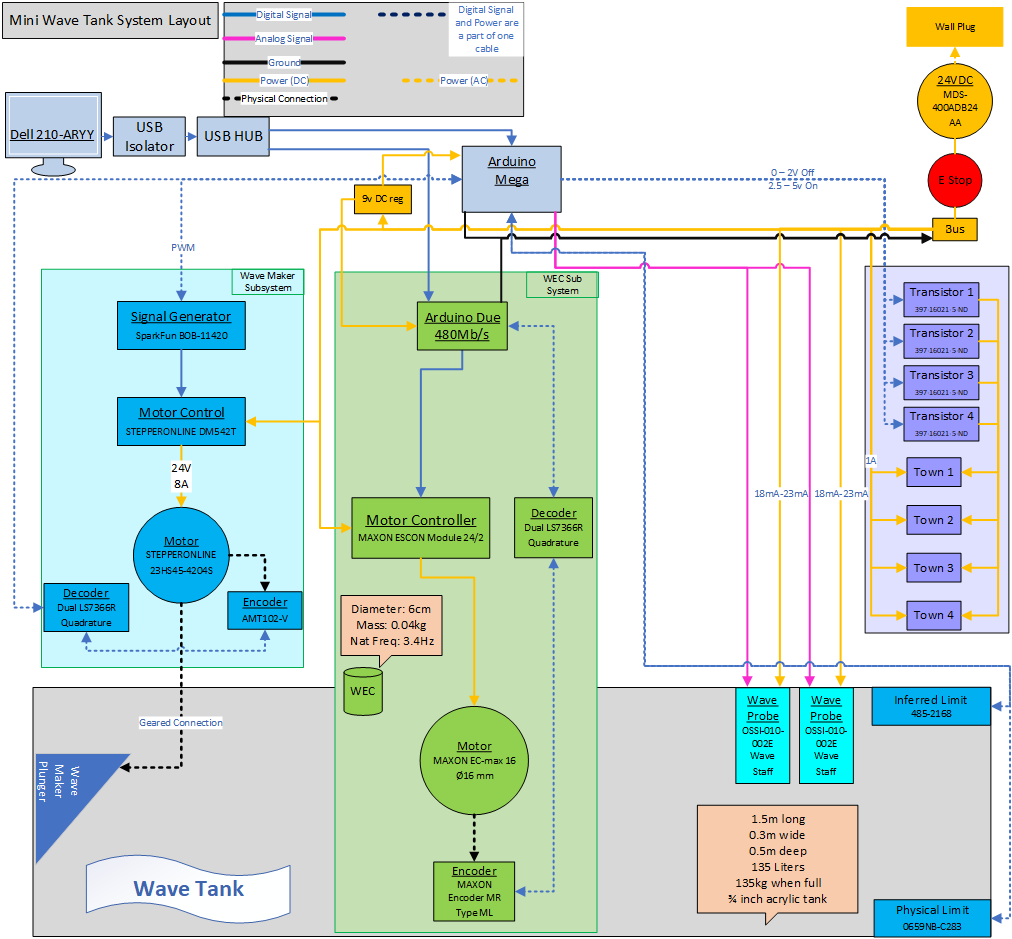 Mini Wave Tank System Layout
Digital Signal
Analog Signal
Ground
Power (DC)
Physical Connection
Digital Signal
and Power are
a part of one
cable
Power (AC)
Wall Plug
24VDC
MDS-
400ADB24
AA
E Stop
Bus
Dell 210-ARYY
USB
Isolator
USB HUB
Arduino
Mega
9v DC reg
0 – 2V Off
2.5 – 5v On
PWM
Wave Maker
Subsystem
Signal Generator
SparkFun BOB-11420
Motor Control
STEPPERONLINE DM542T
24V
8A
Motor
STEPPERONLINE
23HS45-4204S
Decoder
Dual LS7366R
Quadrature
Encoder
AMT102-V
Geared Connection
Wave
Maker
Plunger
Wave Tank
WEC Sub
System
Arduino Due
480Mb/s
Motor Controller
MAXON ESCON Module 24/2
Decoder
Dual LS7366R
Quadrature
Diameter: 6cm
Mass: 0.04kg
Nat Freq: 3.4Hz
WEC
Motor
MAXON EC-max 16
Ø16 mm
Encoder
MAXON
Encoder MR
Type ML
Transistor 1
397-16021-5-ND
Transistor 2
397-16021-5-ND
Transistor 3
397-16021-5-ND
Transistor 4
397-16021-5-ND
1A
Town 1
Town 2
Town 3
Town 4
18mA-23mA
18mA-23mA
Wave
Probe
OSSI-010-
002E
Wave
Staff
Wave
Probe
OSSI-010-
002E
Wave
Staff
Inferred Limit
485-2168
1.5m long
0.3m wide
0.5m deep
135 Liters
135kg when full
¾ inch acrylic tank
Physical Limit
0659NB-C283